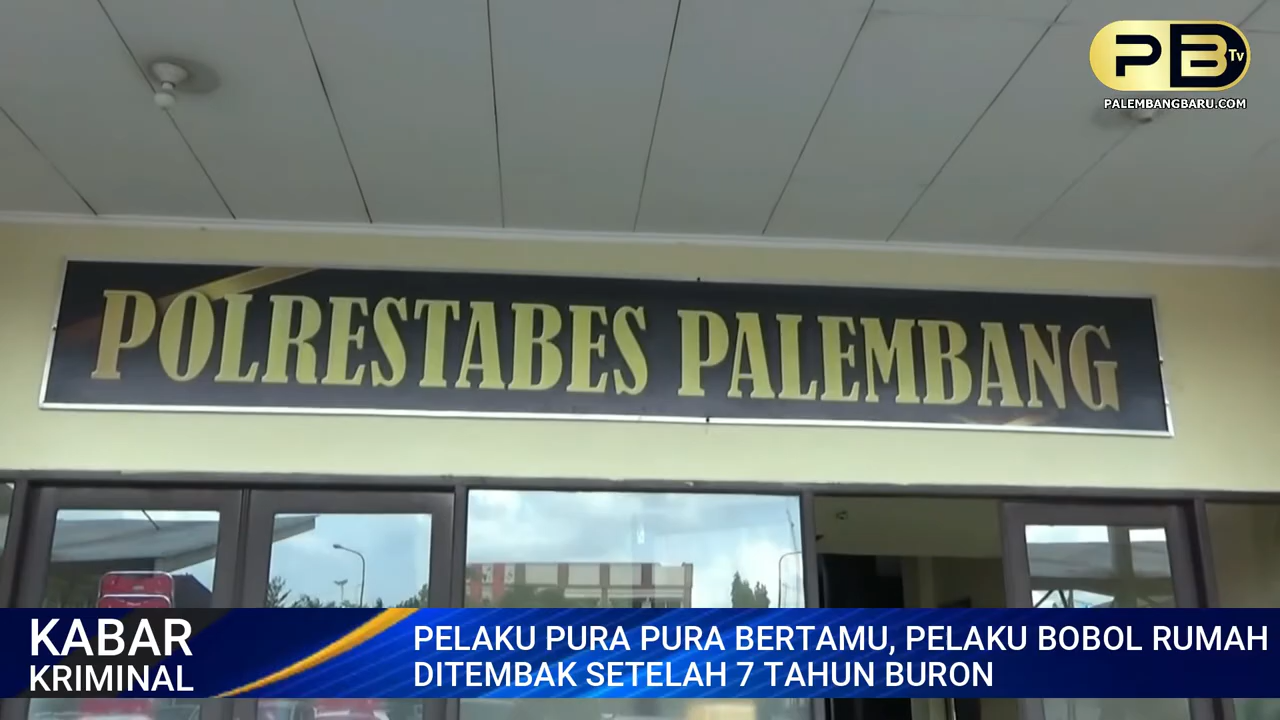 PB Tv
PALEMBANGBARU.COM
POLRESTABES PALEMBANG
KABAR
KRIMINAL
PELAKU PURA PURA BERTAMU, PELAKU BOBOL RUMAH
DITEMBAK SETELAH 7 TAHUN BURON